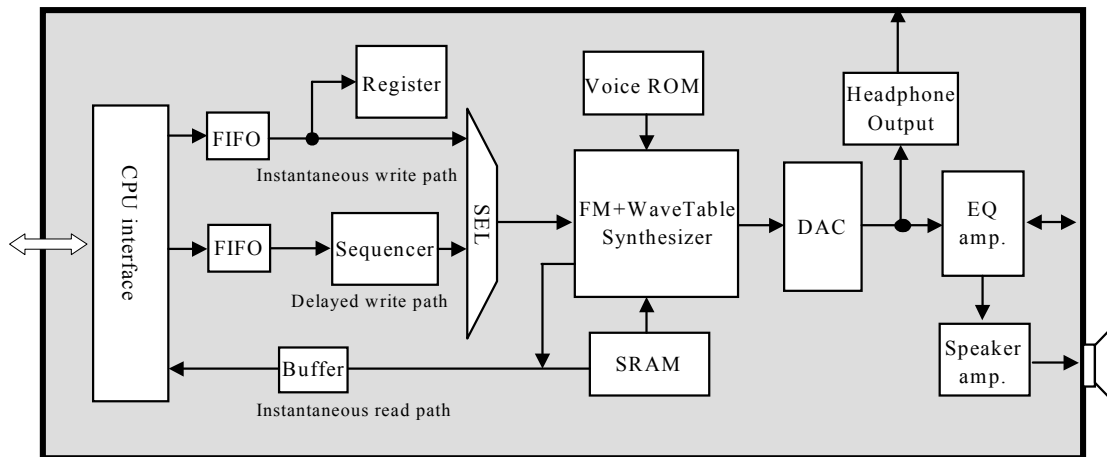 Register
Voice ROM
Headphone
Output
FIFO
Instantaneous write path
CPU interface
SEL
FM+WaveTable
Synthesizer
DAC
EQ
amp.
FIFO
Sequencer
Delayed write path
Buffer
Instantaneous read path
SRAM
Speaker
amp.